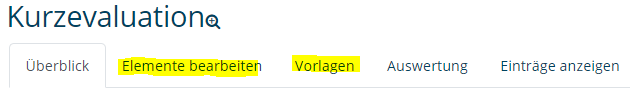 Kurzevaluation
Überblick Elemente bearbeiten Vorlagen Auswertung Einträge anzeigen